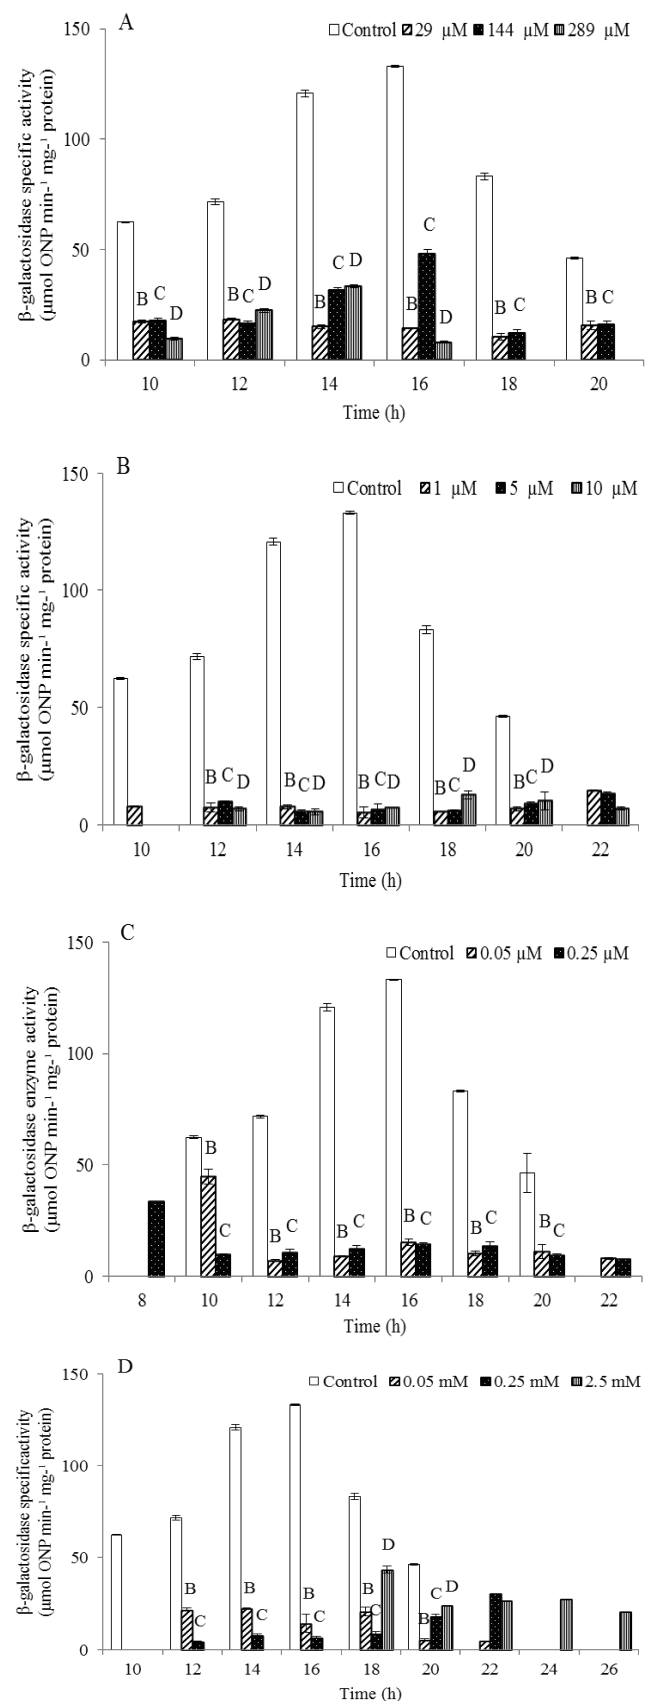 A
Control 29 µM 144 µM 289 µM
β-galactosidase specific activity
(µmol ONP min-¹ mg-¹ protein)
150
100
50
0
B C D
B C D
B C D
B C D
B C
B C
10 12 14 16 18 20
Time (h)
B
Control 1 µM 5 µM 10 µM
β-galactosidase specific activity
(µmol ONP min-¹ mg-¹ protein)
150
100
50
0
B C D
B C D
B C D
B C D
B C D
10 12 14 16 18 20 22
Time (h)
C
Control 0.05 µM 0.25 µM
β-galactosidase enzyme activity
(µmol ONP min-¹ mg-¹ protein)
150
100
50
0
B C
B C
B C
B C
B C
B C
8 10 12 14 16 18 20 22
Time (h)
D
Control 0.05 mM 0.25 mM 2.5 mM
β-galactosidase specificactivity
(µmol ONP min-¹ mg-¹ protein)
150
100
50
0
B C
B C
B C
B C D
B C D
10 12 14 16 18 20 22 24 26
Time (h)